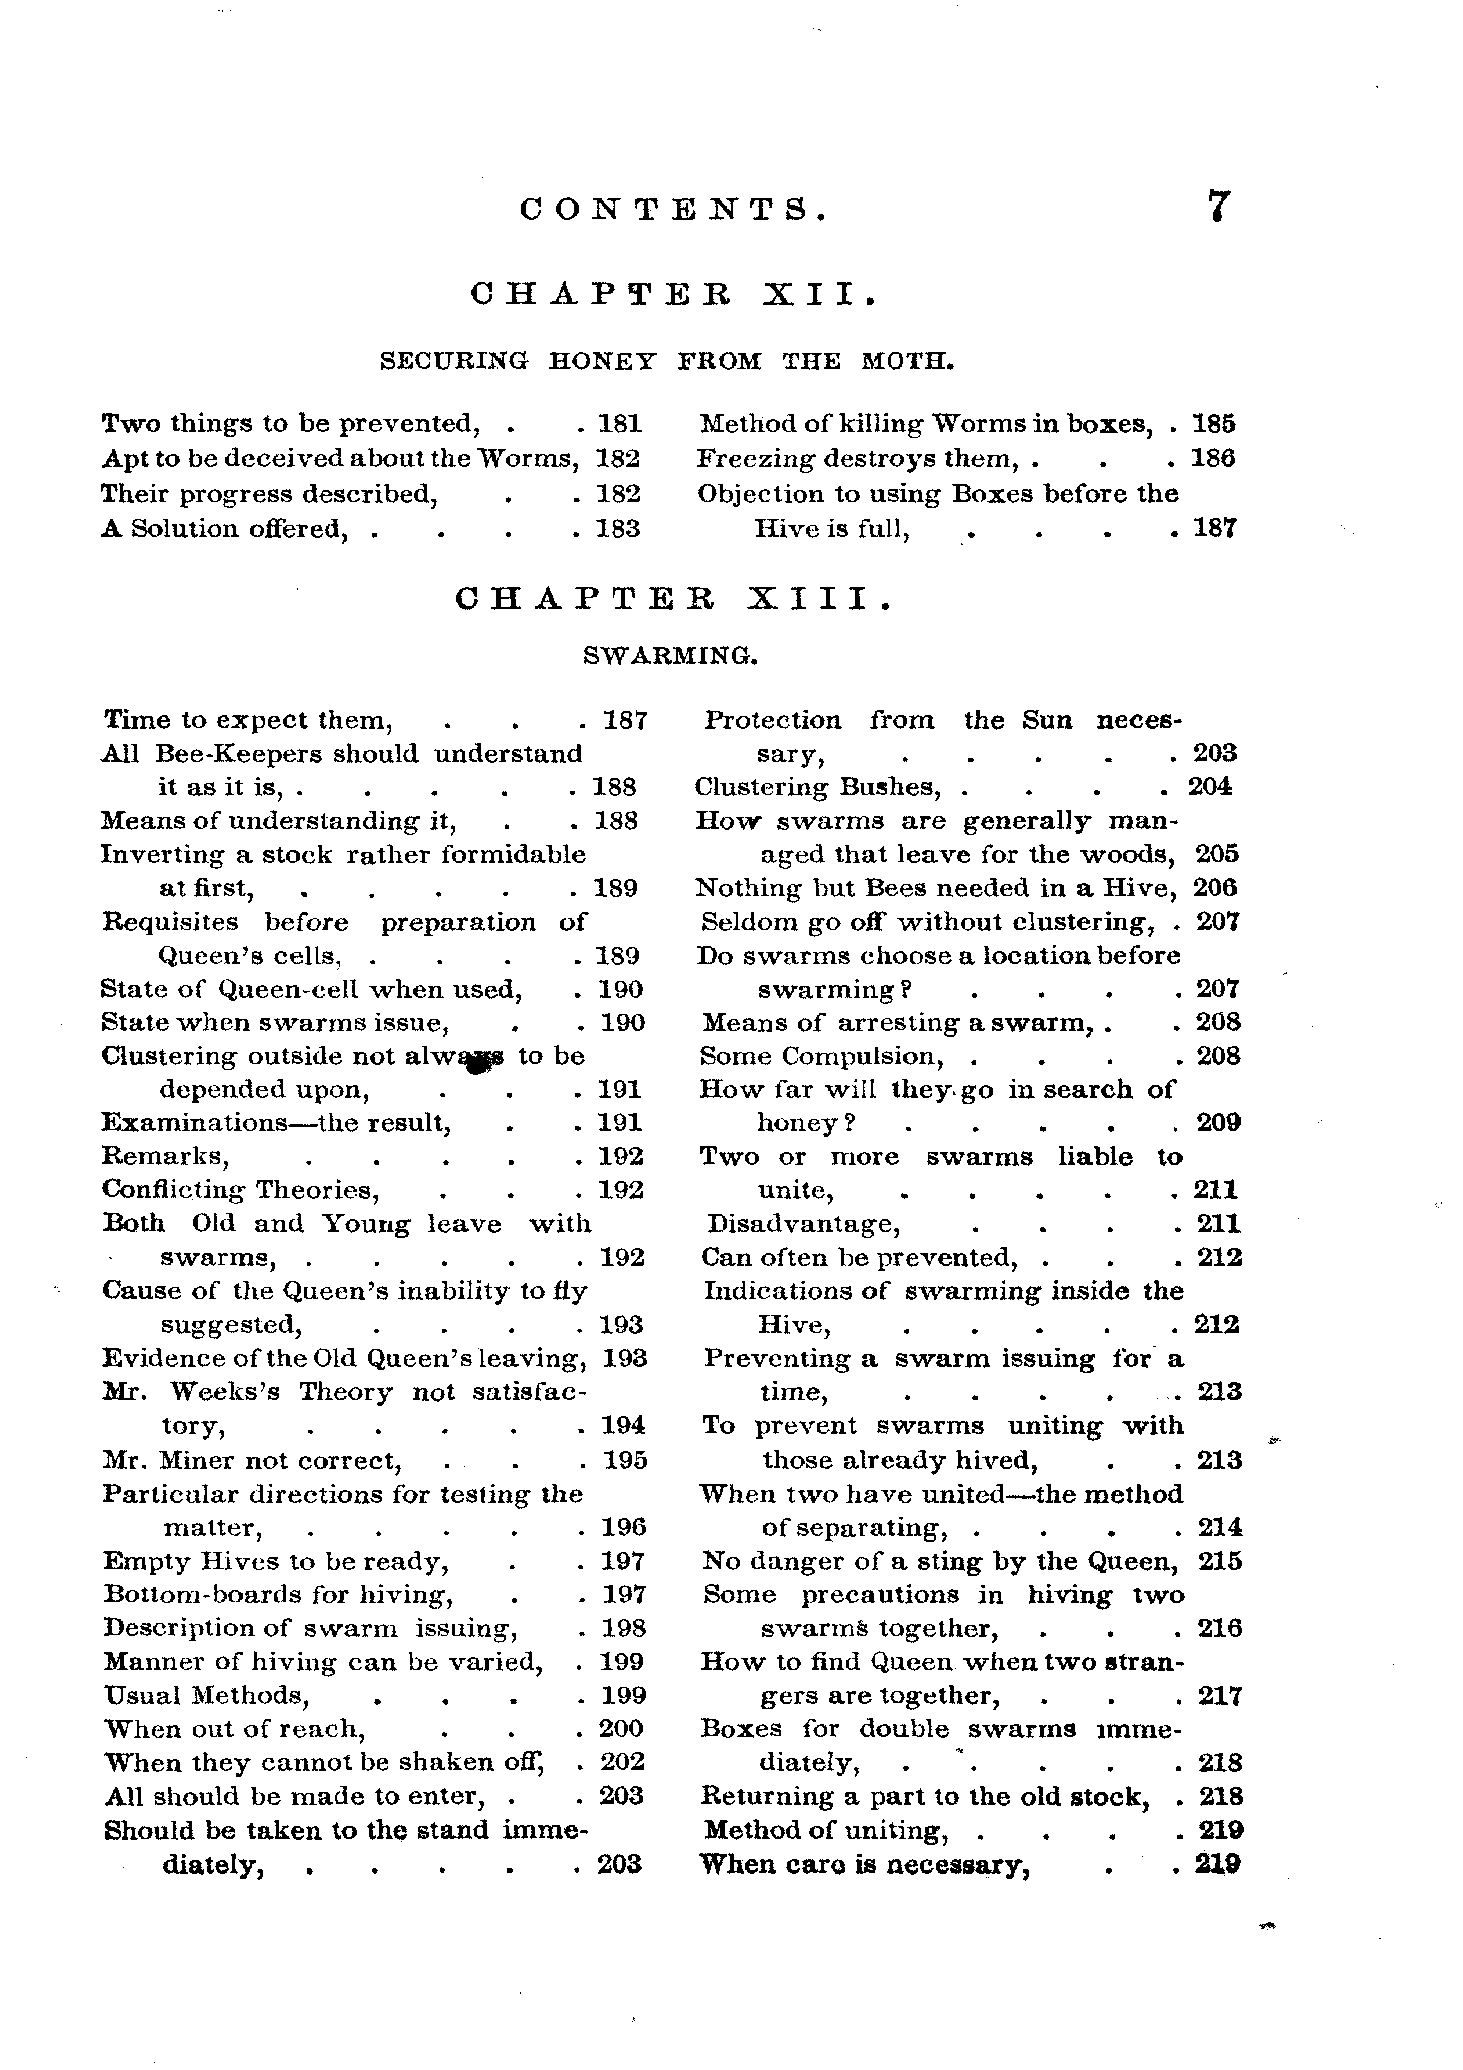 CONTENTS. 7
CHAPTER XII.
SECURING HONEY FROM THE MOTH.
Two things to be prevented, . . 181
Apt to be deceived about the Worms, 182
Their progress described, . . 182
A Solution offered, . . . . 183
Method of killing Worms in boxes, . 185
Freezing destroys them, . . . 186
Objection to using Boxes before the
Hive is full, . . . . 187
CHAPTER XIII.
SWARMING.
Time to expect them, . . . 187
All Bee-Keepers should understand
it as it is, . . . . . 188
Means of understanding it, . . 188
Inverting a stock rather formidable
at first, . . . . . 189
Requisites before preparation of
Queen's cells, . . . . 189
State of Queen-cell when used, . 190
State when swarms issue, . . 190
Clustering outside not always to be
depended upon, . . . 191
Examinations—the result, . . 191
Remarks, . . . . . 192
Conflicting Theories, . . . 192
Both Old and Young leave with
swarms, . . . . . 192
Cause of the Queen's inability to fly
suggested, . . . . 193
Evidence of the Old Queen's leaving, 193
Mr. Weeks's Theory not satisfac-
tory, . . . . . 194
Mr. Miner not correct, . . . 195
Particular directions for testing the
matter, . . . . . 196
Empty Hives to be ready, . . 197
Bottom-boards for hiving, . . 197
Description of swarm issuing, . 198
Manner of hiving can be varied, . 199
Usual Methods, . . . . 199
When out of reach, . . . 200
When they cannot be shaken off, . 202
All should be made to enter, . . 203
Should be taken to the stand imme-
diately, . . . . . 203
Protection from the Sun neces-
sary, . . . . . 203
Clustering Bushes, . . . . 204
How swarms are generally man-
aged that leave for the woods, 205
Nothing but Bees needed in a Hive, 206
Seldom go off without clustering, . 207
Do swarms choose a location before
swarming? . . . . 207
Means of arresting a swarm, . . 208
Some Compulsion, . . . . 208
How far will they go in search of
honey? . . . . . 209
Two or more swarms liable to
unite, . . . . . 211
Disadvantage, . . . . 211
Can often be prevented, . . . 212
Indications of swarming inside the
Hive, . . . . . 212
Preventing a swarm issuing for a
time, . . . . . 213
To prevent swarms uniting with
those already hived, . . 213
When two have united—the method
of separating, . . . . 214
No danger of a sting by the Queen, 215
Some precautions in hiving two
swarms together, . . . 216
How to find Queen when two stran-
gers are together, . . . 217
Boxes for double swarms imme-
diately, . . . . . 218
Returning a part to the old stock, . 218
Method of uniting, . . . . 219
When care is necessary, . . 219